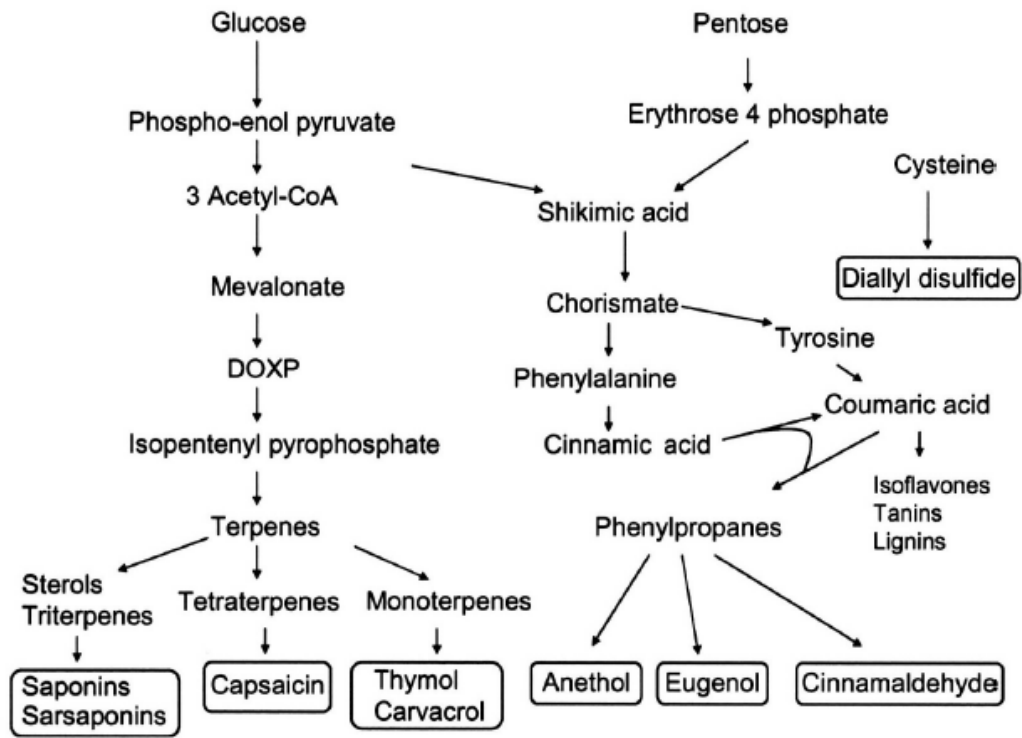 Glucose
Pentose
Phospho-enol pyruvate
Erythrose 4 phosphate
Cysteine
3 Acetyl-CoA
Shikimic acid
Diallyl disulfide
Mevalonate
Chorismate
Tyrosine
DOXP
Phenylalanine
Coumaric acid
Isopentenyl pyrophosphate
Cinnamic acid
Isoflavones
Tanins
Lignins
Terpenes
Phenylpropanes
Sterols
Triterpenes
Tetraterpenes
Monoterpenes
Saponins
Sarsaponins
Capsaicin
Thymol
Carvacrol
Anethol
Eugenol
Cinnamaldehyde